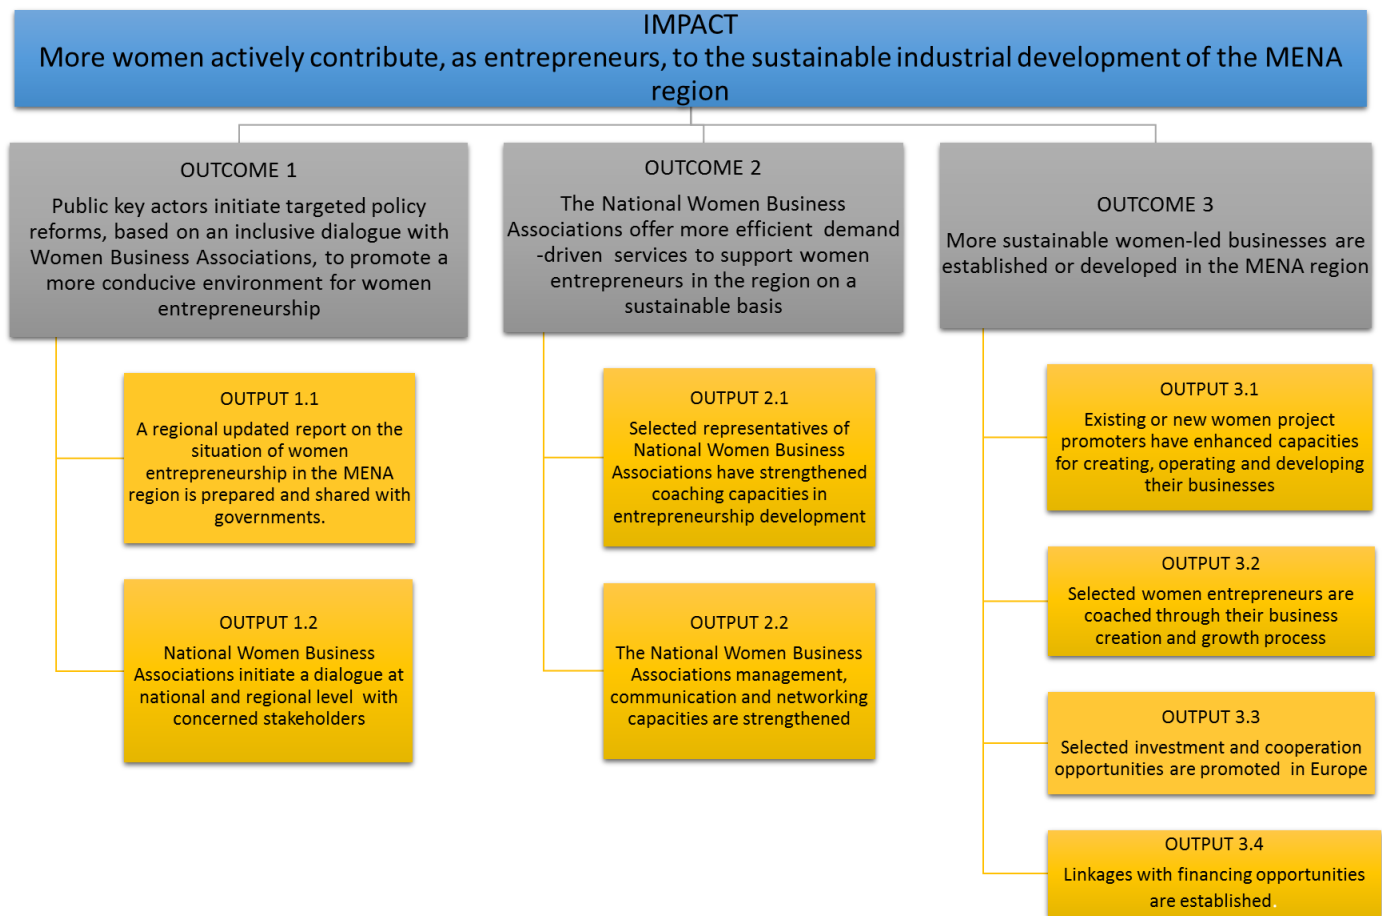 IMPACT
More women actively contribute, as entrepreneurs, to the sustainable industrial development of the MENA
region
OUTCOME 1
Public key actors initiate targeted policy
reforms, based on an inclusive dialogue with
Women Business Associations, to promote a
more conducive environment for women
entrepreneurship
OUTPUT 1.1
A regional updated report on the
situation of women
entrepreneurship in the MENA
region is prepared and shared with
governments.
OUTPUT 1.2
National Women Business
Associations initiate a dialogue at
national and regional level with
concerned stakeholders
OUTCOME 2
The National Women Business
Associations offer more efficient demand
-driven services to support women
entrepreneurs in the region on a
sustainable basis
OUTPUT 2.1
Selected representatives of
National Women Business
Associations have strengthened
coaching capacities in
entrepreneurship development
OUTPUT 2.2
The National Women Business
Associations management,
communication and networking
capacities are strengthened
OUTCOME 3
More sustainable women-led businesses are
established or developed in the MENA region
OUTPUT 3.1
Existing or new women project
promoters have enhanced capacities
for creating, operating and developing
their businesses
OUTPUT 3.2
Selected women entrepreneurs are
coached through their business
creation and growth process
OUTPUT 3.3
Selected investment and cooperation
opportunities are promoted in Europe
OUTPUT 3.4
Linkages with financing opportunities
are established.